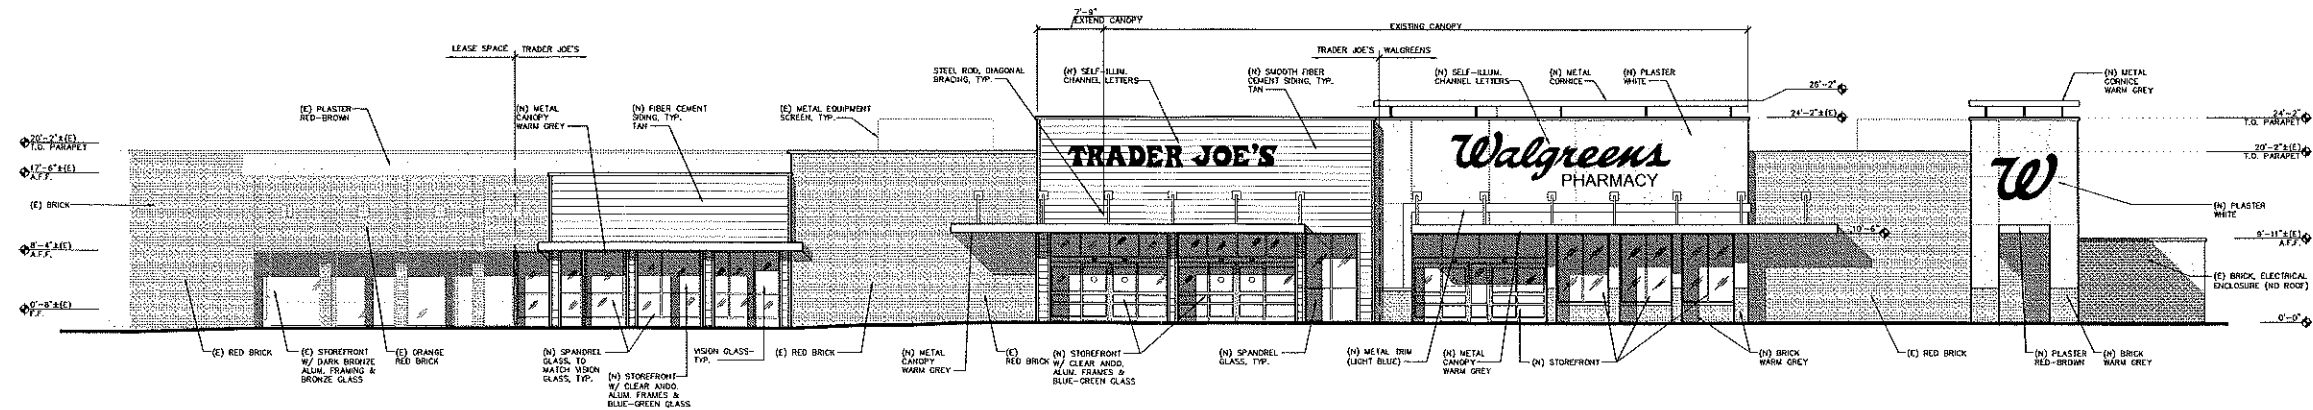 7'-9"
EXTEND CANOPY
EXISTING CANOPY
LEASE SPACE
TRADER JOE'S
TRADER JOE'S
WALGREENS
STEEL ROD, DIAGONAL
BRACING, TYP.
(N) SELF-ILLUM.
CHANNEL LETTERS
(N) SMOOTH FIBER
CEMENT SIDING, TYP.
TAN
(N) SELF-ILLUM.
CHANNEL LETTERS
(N) METAL
CORNICE
(N) PLASTER
WHITE
(N) METAL
CORNICE
WARM GREY
(E) PLASTER
RED-BROWN
(N) METAL
CANOPY
WARM GREY
(N) FIBER CEMENT
SIDING, TYP.
TAN
(E) METAL EQUIPMENT
SCREEN, TYP.
26'-2"
24'-2"±(E)
24'-2"
T.O. PARAPET
20'-2"±(E)
T.O. PARAPET
20'-2"±(E)
T.O. PARAPET
17'-6"±(E)
A.F.F.
(E) BRICK
8'-4"±(E)
A.F.F.
0'-8"±(E)
F.F.
TRADER JOE'S
Walgreens
PHARMACY
W
(N) PLASTER
WHITE
10'-6"
9'-11"±(E)
A.F.F.
(E) BRICK, ELECTRICAL
ENCLOSURE (NO ROOF)
0'-0"
(E) RED BRICK
(E) STOREFRONT
W/ DARK BRONZE
ALUM. FRAMING &
BRONZE GLASS
(E) ORANGE
RED BRICK
(N) SPANDREL
GLASS, TO
MATCH VISION
GLASS, TYP.
(N) STOREFRONT
W/ CLEAR ANOD.
ALUM. FRAMES &
BLUE-GREEN GLASS
VISION GLASS-
TYP.
(E) RED BRICK
(N) METAL
CANOPY
WARM GREY
(E)
RED BRICK
(N) STOREFRONT
W/ CLEAR ANOD.
ALUM. FRAMES &
BLUE-GREEN GLASS
(N) SPANDREL
GLASS, TYP.
(N) METAL TRIM
(LIGHT BLUE)
(N) METAL
CANOPY
WARM GREY
(N) STOREFRONT
(N) BRICK
WARM GREY
(E) RED BRICK
(N) PLASTER
RED-BROWN
(N) BRICK
WARM GREY